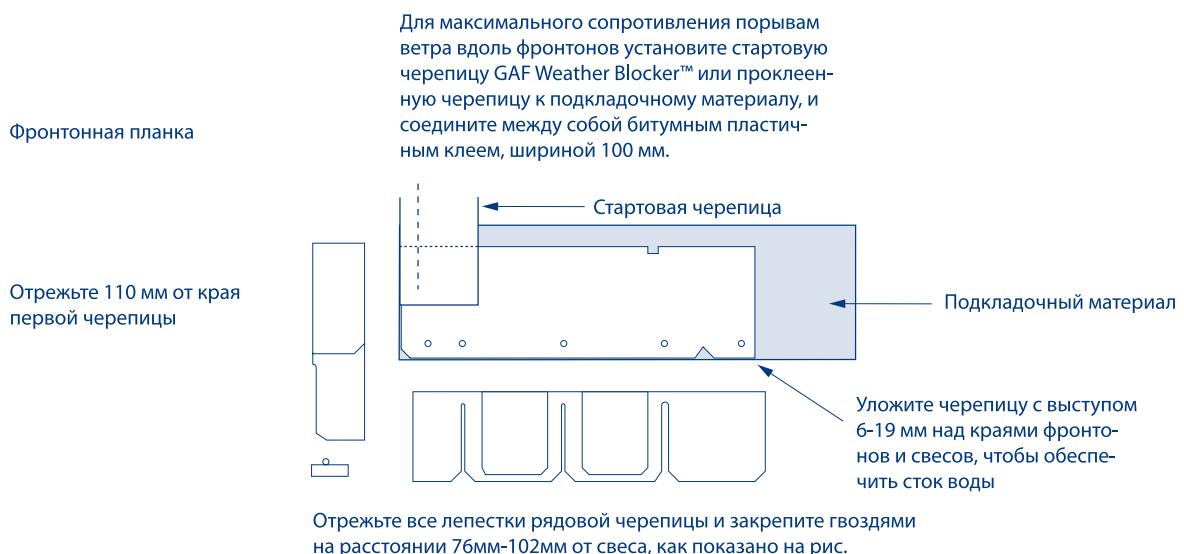 Для максимального сопротивления порывам
ветра вдоль фронтонов установите стартовую
черепицу GAF Weather Blocker™ или проклеен-
ную черепицу к подкладочному материалу, и
соедините между собой битумным пластич-
ным клеем, шириной 100 мм.
Фронтонная планка
Стартовая черепица
Отрежьте 110 мм от края
первой черепицы
Подкладочный материал
Уложите черепицу с выступом
6-19 мм над краями фронто-
нов и свесов, чтобы обеспе-
чить сток воды
Отрежьте все лепестки рядовой черепицы и закрепите гвоздями
на расстоянии 76мм-102мм от свеса, как показано на рис.